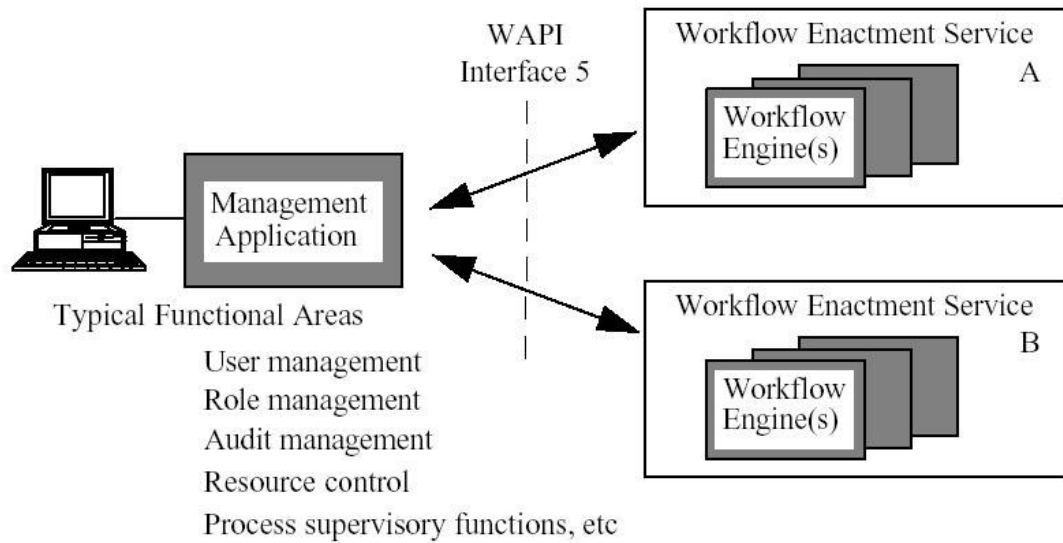 WAPI
Interface 5
Workflow Enactment Service
A
Workflow
Engine(s)
Management
Application
Typical Functional Areas
User management
Role management
Audit management
Resource control
Process supervisory functions, etc
Workflow Enactment Service
B
Workflow
Engine(s)